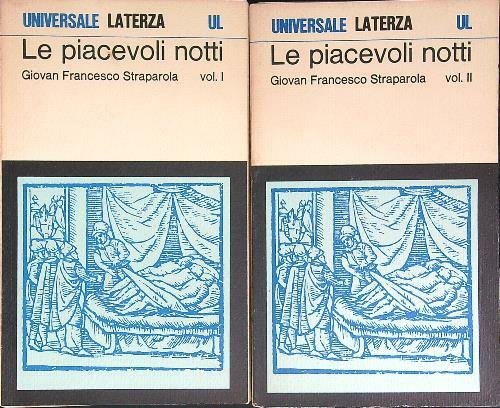 UNIVERSALE LATERZA UL
Le piacevoli notti
Giovan Francesco Straparola vol. I
UNIVERSALE LATERZA UL
Le piacevoli notti
Giovan Francesco Straparola vol. II